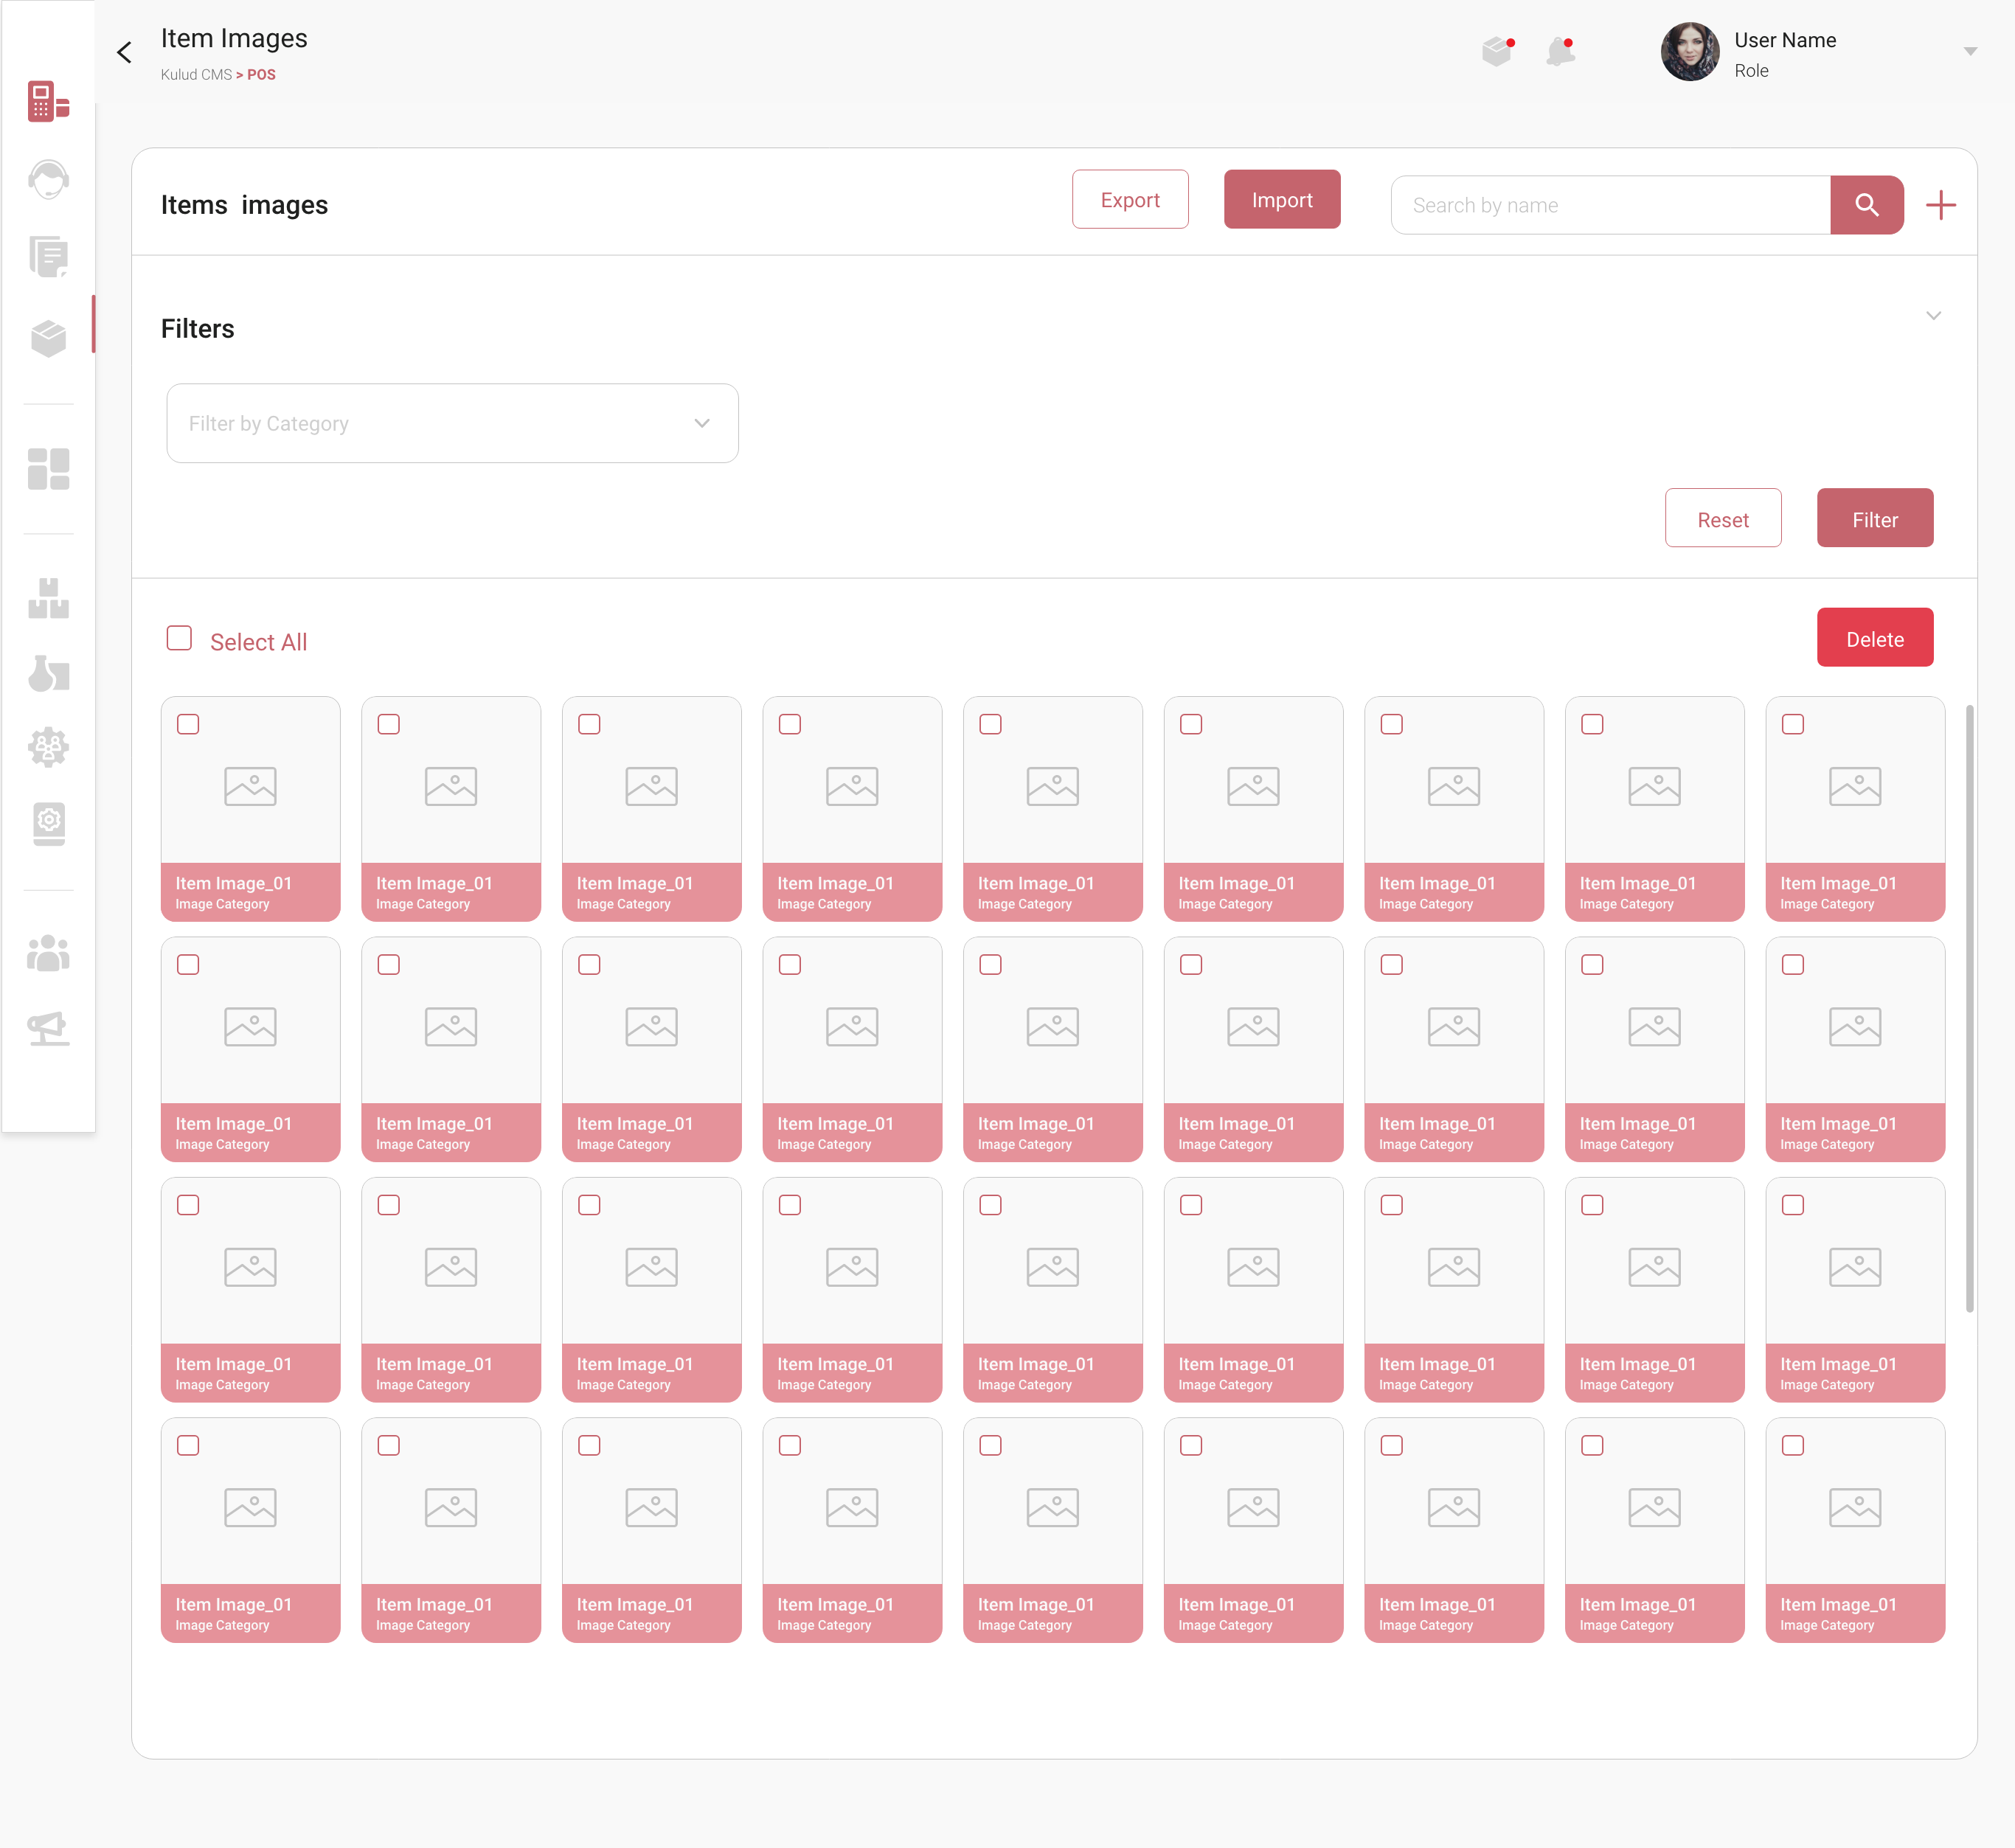 Item Images
Kulud CMS > POS
User Name
Role
Items images
Export
Import
Search by name
Filters
Filter by Category
Reset
Filter
Select All
Delete
Item Image_01 Item Image_01 Item Image_01 Item Image_01 Item Image_01 Item Image_01 Item Image_01 Item Image_01 Item Image_01
Image Category Image Category Image Category Image Category Image Category Image Category Image Category Image Category Image Category
Item Image_01 Item Image_01 Item Image_01 Item Image_01 Item Image_01 Item Image_01 Item Image_01 Item Image_01 Item Image_01
Image Category Image Category Image Category Image Category Image Category Image Category Image Category Image Category Image Category
Item Image_01 Item Image_01 Item Image_01 Item Image_01 Item Image_01 Item Image_01 Item Image_01 Item Image_01 Item Image_01
Image Category Image Category Image Category Image Category Image Category Image Category Image Category Image Category Image Category
Item Image_01 Item Image_01 Item Image_01 Item Image_01 Item Image_01 Item Image_01 Item Image_01 Item Image_01 Item Image_01
Image Category Image Category Image Category Image Category Image Category Image Category Image Category Image Category Image Category